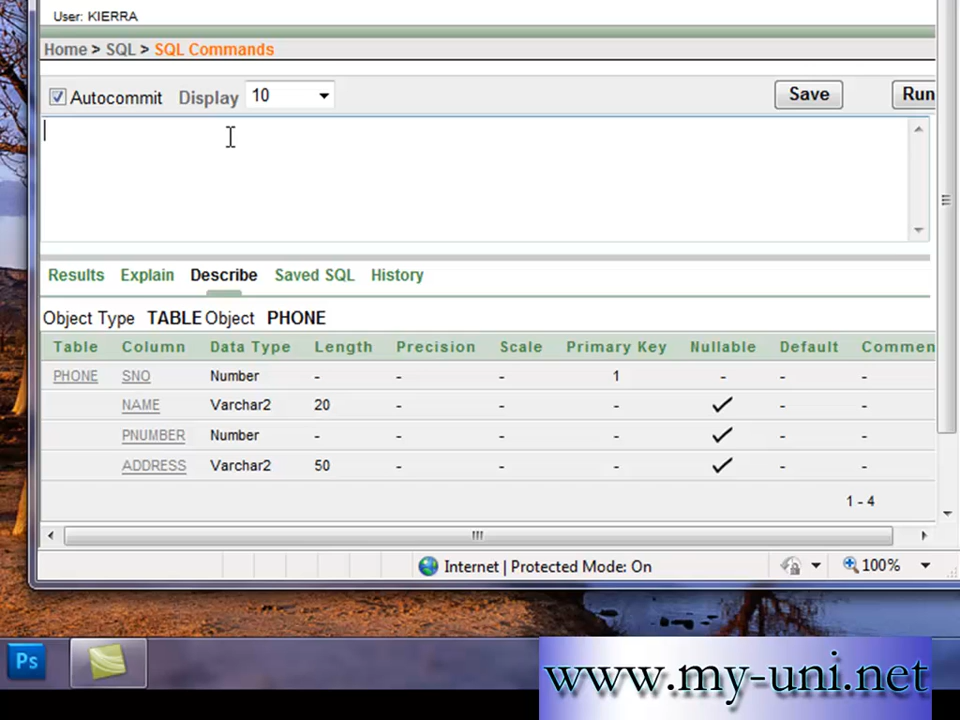 User: KIERRA
Home > SQL > SQL Commands
Autocommit Display 10 Save Run
Results Explain Describe Saved SQL History
Object Type TABLE Object PHONE
Table Column Data Type Length Precision Scale Primary Key Nullable Default Commen
PHONE SNO Number - - - 1 - - -
NAME Varchar2 20 - - - - -
PNUMBER Number - - - - - -
ADDRESS Varchar2 50 - - - - -
1 - 4
Internet | Protected Mode: On 100%
Ps
www.my-uni.net